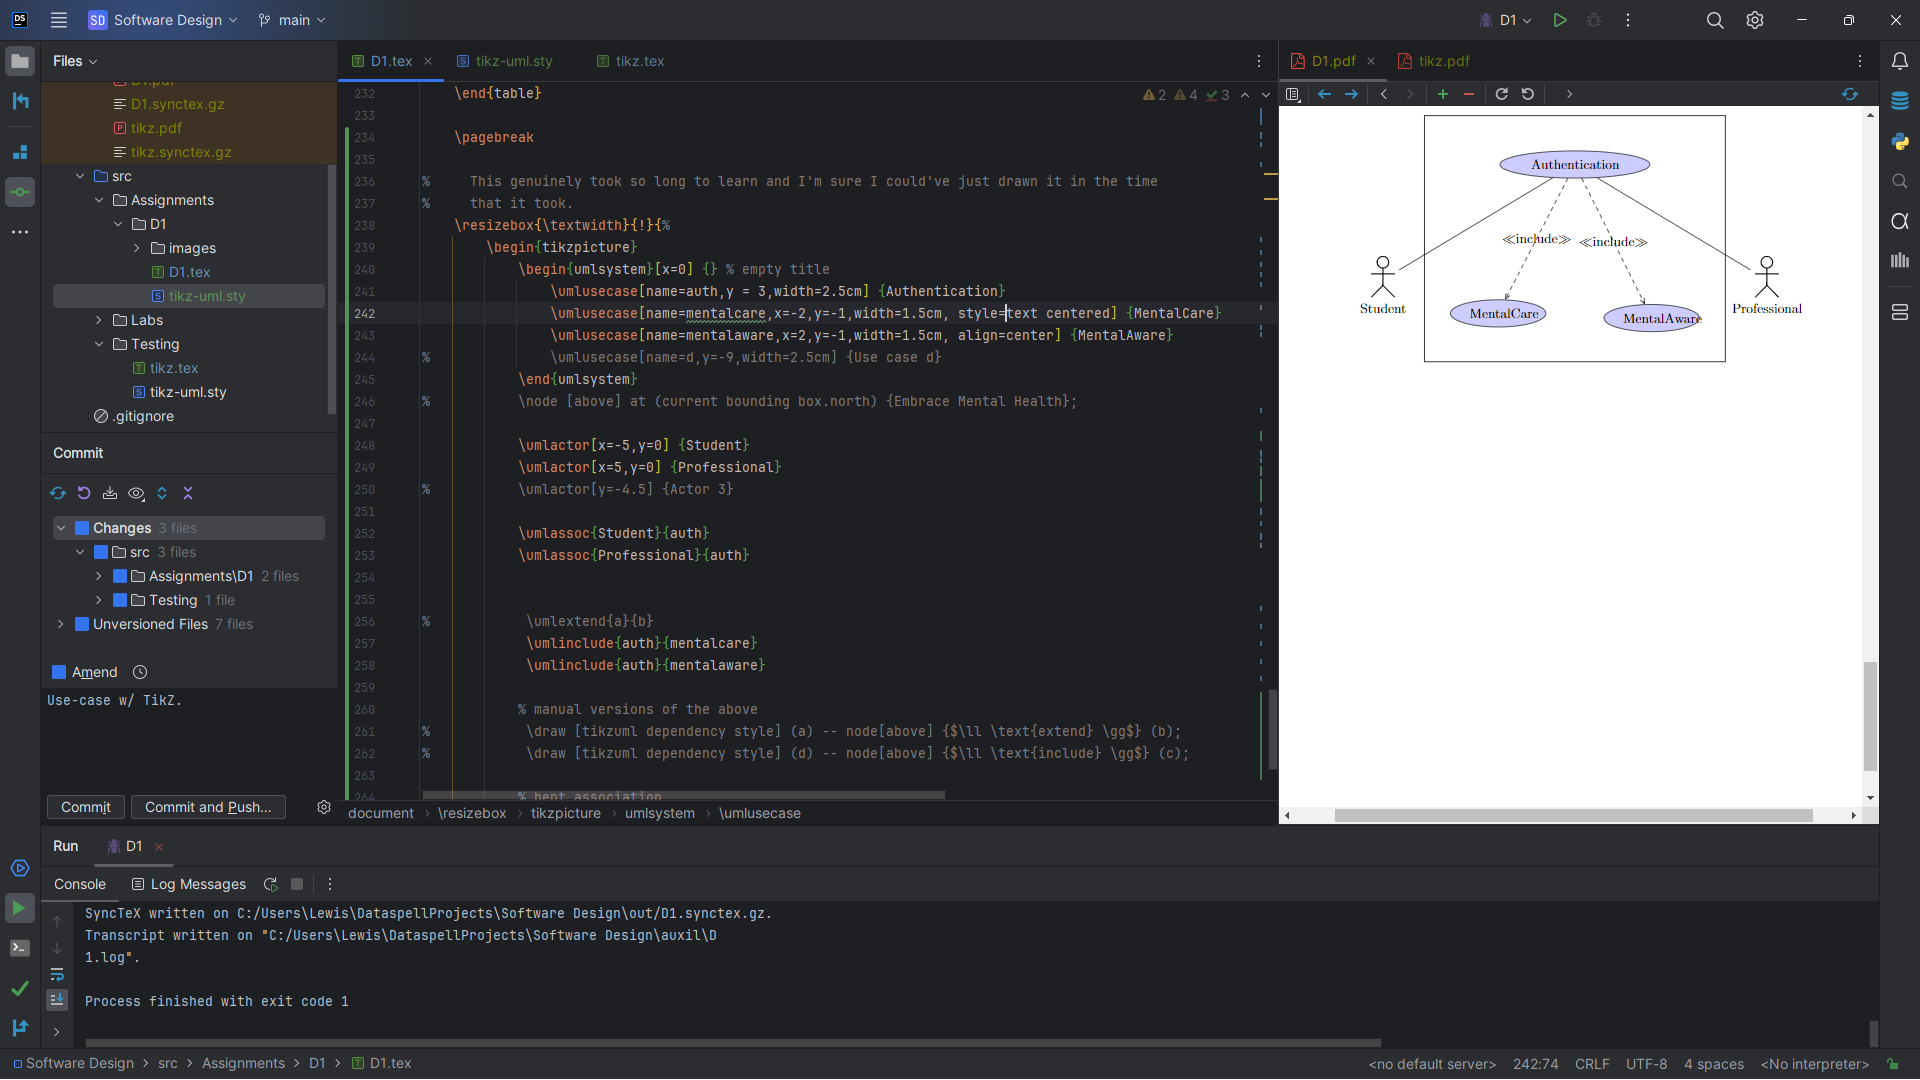 DS
SD Software Design
main
D1
Files
D1.tex
tikz-uml.sty
tikz.tex
D1.pdf
tikz.pdf
D1.synctex.gz
tikz.pdf
tikz.synctex.gz
src
Assignments
D1
images
D1.tex
tikz-uml.sty
Labs
Testing
tikz.tex
tikz-uml.sty
.gitignore
Commit
Changes 3 files
src 3 files
Assignments\D1 2 files
Testing 1 file
Unversioned Files 7 files
Amend
Use-case w/ TikZ.
Commit
Commit and Push...
2 4 3
232 \end{table}
233
234 \pagebreak
235
236 % This genuinely took so long to learn and I'm sure I could've just drawn it in the time
237 % that it took.
238 \resizebox{\textwidth}{!}{%
239 \begin{tikzpicture}
240 \begin{umlsystem}[x=0] {} % empty title
241 \umlusecase[name=auth,y = 3,width=2.5cm] {Authentication}
242 \umlusecase[name=mentalcare,x=-2,y=-1,width=1.5cm, style=text centered] {MentalCare}
243 \umlusecase[name=mentalaware,x=2,y=-1,width=1.5cm, align=center] {MentalAware}
244 % \umlusecase[name=d,y=-9,width=2.5cm] {Use case d}
245 \end{umlsystem}
246 % \node [above] at (current bounding box.north) {Embrace Mental Health};
247
248 \umlactor[x=-5,y=0] {Student}
249 \umlactor[x=5,y=0] {Professional}
250 % \umlactor[y=-4.5] {Actor 3}
251
252 \umlassoc{Student}{auth}
253 \umlassoc{Professional}{auth}
254
255
256 % \umlextend{a}{b}
257 \umlinclude{auth}{mentalcare}
258 \umlinclude{auth}{mentalaware}
259
260 % manual versions of the above
261 % \draw [tikzuml dependency style] (a) -- node[above] {$\ll \text{extend} \gg$} (b);
262 % \draw [tikzuml dependency style] (d) -- node[above] {$\ll \text{include} \gg$} (c);
263
264 % bent association
document › \resizebox › tikzpicture › umlsystem › \umlusecase
Authentication
≪include≫ ≪include≫
Student
MentalCare
MentalAware
Professional
Run
D1
Console
Log Messages
SyncTeX written on C:/Users\Lewis\DataspellProjects\Software Design\out/D1.synctex.gz.
Transcript written on "C:/Users\Lewis\DataspellProjects\Software Design\auxil\D
1.log".
Process finished with exit code 1
Software Design › src › Assignments › D1 › D1.tex
<no default server>
242:74
CRLF
UTF-8
4 spaces
<No interpreter>